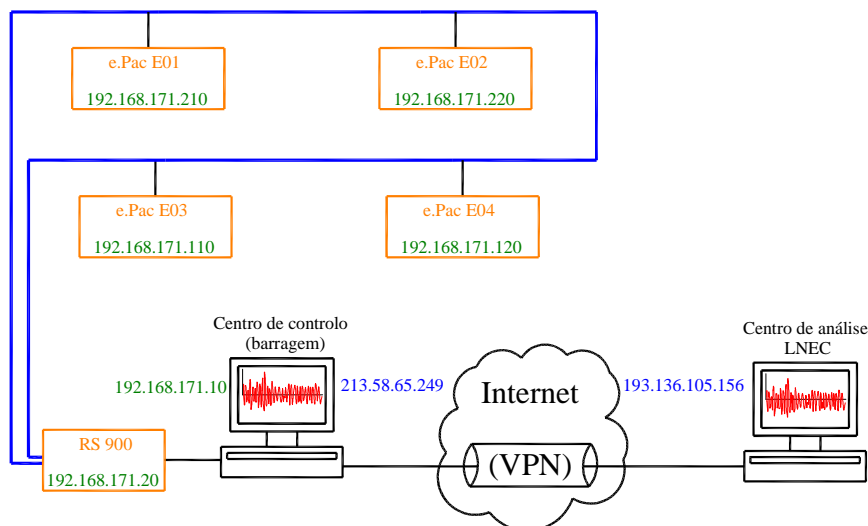 e.Pac E01
192.168.171.210
e.Pac E02
192.168.171.220
e.Pac E03
192.168.171.110
e.Pac E04
192.168.171.120
Centro de controlo
(barragem)
192.168.171.10
213.58.65.249
Internet
(VPN)
193.136.105.156
Centro de análise
LNEC
RS 900
192.168.171.20